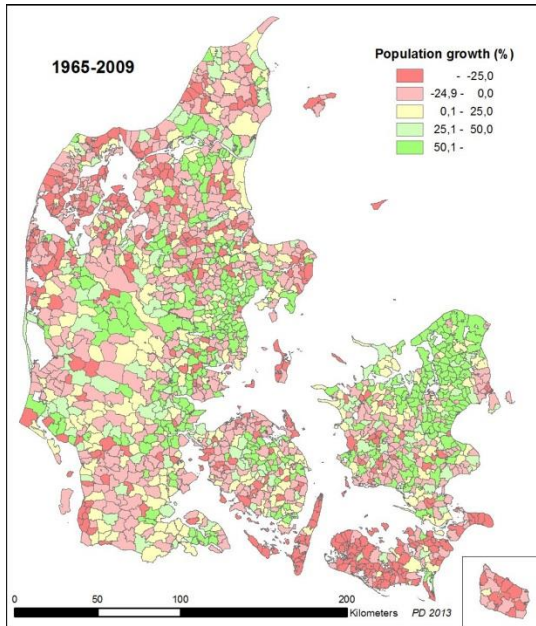 1965-2009
Population growth (%)
- -25,0
-24,9 - 0,0
0,1 - 25,0
25,1 - 50,0
50,1 -
0 50 100 200
Kilometers PD 2013